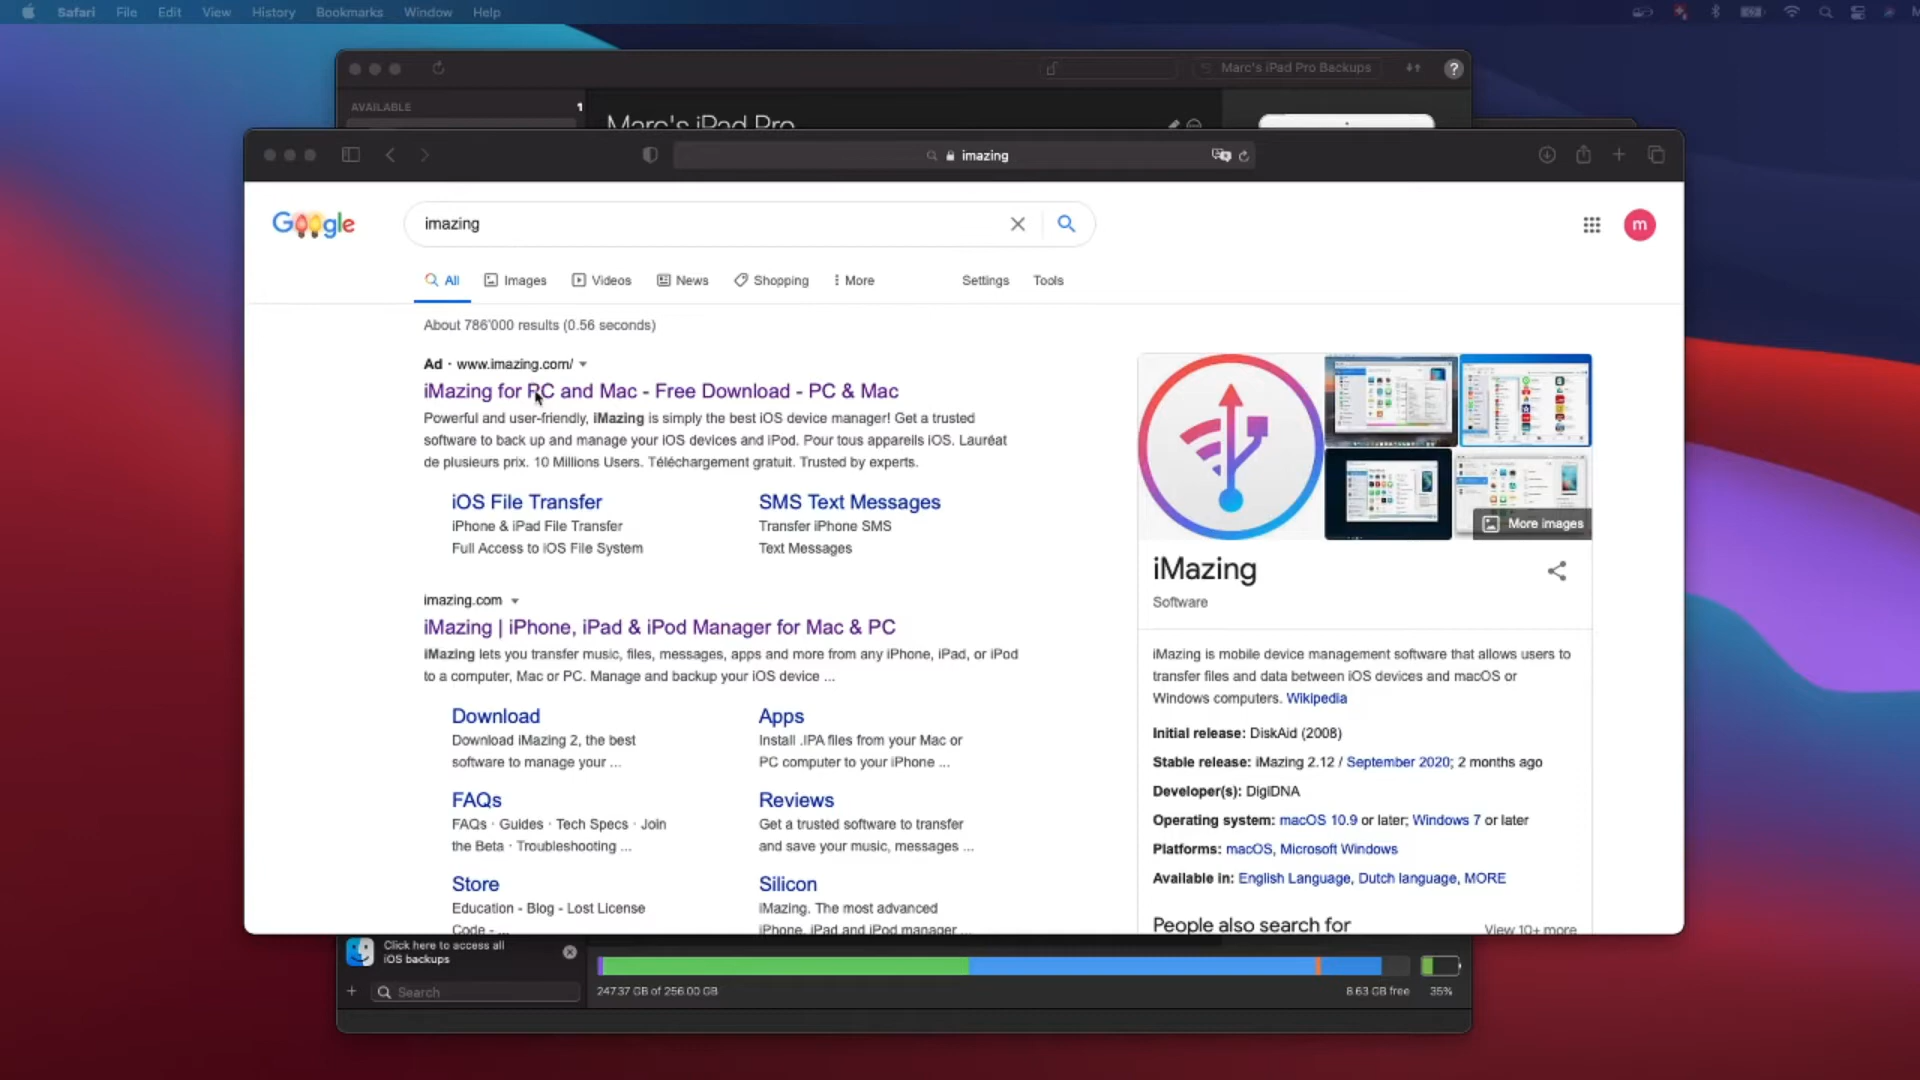 Safari File Edit View History Bookmarks Window Help
Marc's iPad Pro Backups ?
AVAILABLE 1
Marc's iPad Pro
imazing
Google imazing m
All Images Videos News Shopping More Settings Tools
About 786'000 results (0.56 seconds)
Ad · www.imazing.com/
iMazing for PC and Mac - Free Download - PC & Mac
Powerful and user-friendly, iMazing is simply the best iOS device manager! Get a trusted
software to back up and manage your iOS devices and iPod. Pour tous appareils iOS. Lauréat
de plusieurs prix. 10 Millions Users. Téléchargement gratuit. Trusted by experts.
iOS File Transfer
iPhone & iPad File Transfer
Full Access to iOS File System
SMS Text Messages
Transfer iPhone SMS
Text Messages
imazing.com
iMazing | iPhone, iPad & iPod Manager for Mac & PC
iMazing lets you transfer music, files, messages, apps and more from any iPhone, iPad, or iPod
to a computer, Mac or PC. Manage and backup your iOS device ...
Download
Download iMazing 2, the best
software to manage your ...
Apps
Install .IPA files from your Mac or
PC computer to your iPhone ...
FAQs
FAQs · Guides · Tech Specs · Join
the Beta · Troubleshooting ...
Reviews
Get a trusted software to transfer
and save your music, messages ...
Store
Education - Blog - Lost License
Code - ...
Silicon
iMazing. The most advanced
iPhone, iPad and iPod manager ...
More images
iMazing
Software
iMazing is mobile device management software that allows users to
transfer files and data between iOS devices and macOS or
Windows computers. Wikipedia
Initial release: DiskAid (2008)
Stable release: iMazing 2.12 / September 2020; 2 months ago
Developer(s): DigiDNA
Operating system: macOS 10.9 or later; Windows 7 or later
Platforms: macOS, Microsoft Windows
Available in: English Language, Dutch language, MORE
People also search for
View 10+ more
Click here to access all
iOS backups
Search
247.37 GB of 256.00 GB
8.63 GB free 35%